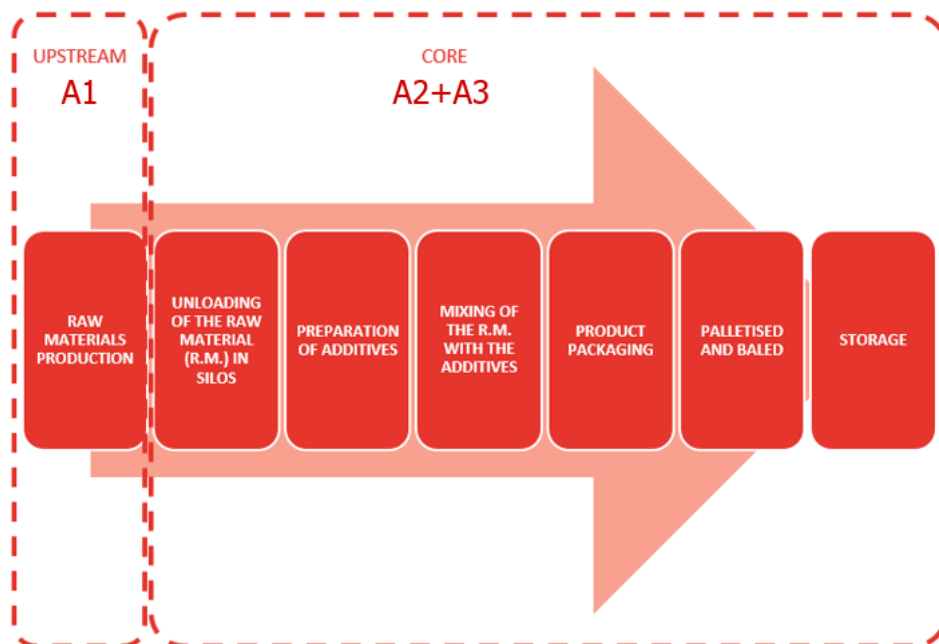 UPSTREAM
A1
CORE
A2+A3
RAW
MATERIALS
PRODUCTION
UNLOADING
OF THE RAW
MATERIAL
(R.M.) IN
SILOS
PREPARATION
OF ADDITIVES
MIXING OF
THE R.M.
WITH THE
ADDITIVES
PRODUCT
PACKAGING
PALLETISED
AND BALED
STORAGE